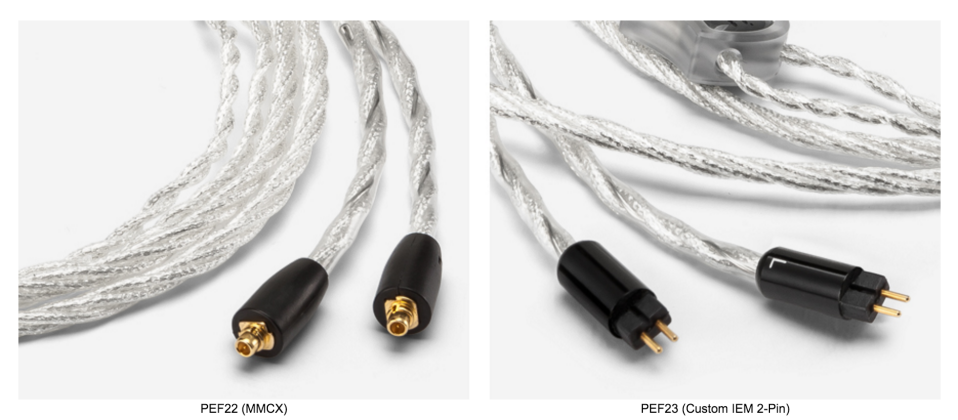 L
PEF22 (MMCX)
PEF23 (Custom IEM 2-Pin)